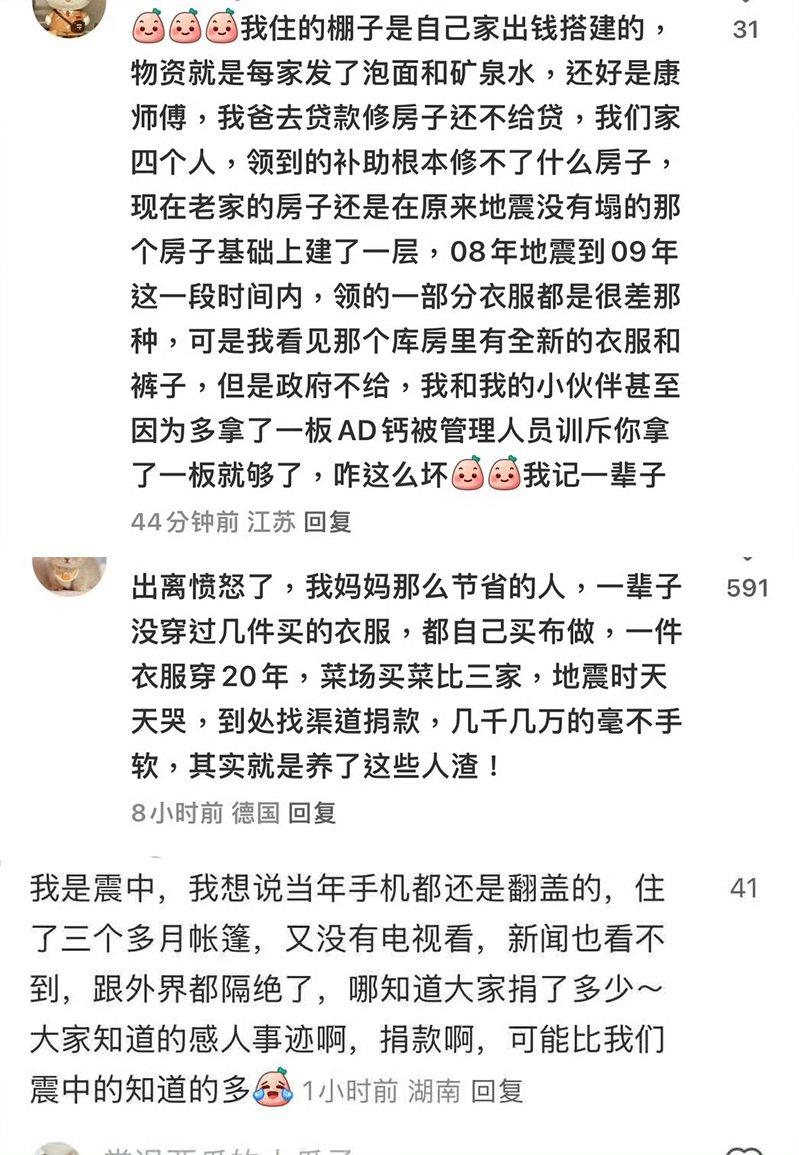 我住的棚子是自己家出钱搭建的，
31
物资就是每家发了泡面和矿泉水，还好是康
师傅，我爸去贷款修房子还不给贷，我们家
四个人，领到的补助根本修不了什么房子，
现在老家的房子还是在原来地震没有塌的那
个房子基础上建了一层，08年地震到09年
这一段时间内，领的一部分衣服都是很差那
种，可是我看见那个库房里有全新的衣服和
裤子，但是政府不给，我和我的小伙伴甚至
因为多拿了一板AD钙被管理人员训斥你拿
了一板就够了，咋这么坏我记一辈子
44分钟前 江苏 回复
出离愤怒了，我妈妈那么节省的人，一辈子
591
没穿过几件买的衣服，都自己买布做，一件
衣服穿20年，菜场买菜比三家，地震时天
天哭，到处找渠道捐款，几千几万的毫不手
软，其实就是养了这些人渣！
8小时前 德国 回复
我是震中，我想说当年手机都还是翻盖的，住
41
了三个多月帐篷，又没有电视看，新闻也看不
到，跟外界都隔绝了，哪知道大家捐了多少～
大家知道的感人事迹啊，捐款啊，可能比我们
震中的知道的多 1小时前 湖南 回复